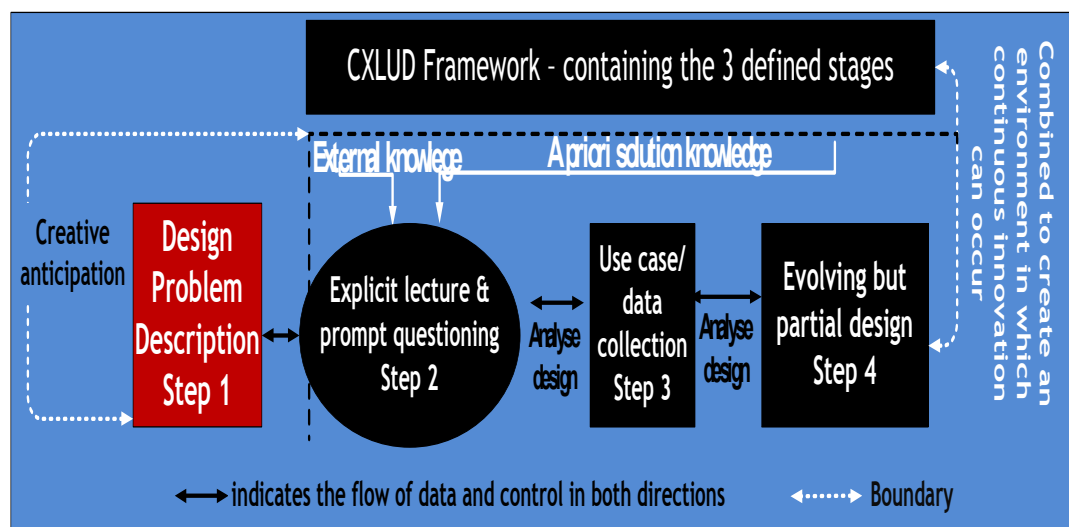 CXLUD Framework - containing the 3 defined stages
External knowlege
A priori solution knowledge
Creative
anticipation
Design
Problem
Description
Step 1
Explicit lecture &
prompt questioning
Step 2
Analyse
design
Use case/
data
collection
Step 3
Analyse
design
Evolving but
partial design
Step 4
Combined to create an
environment in which
continuous innovation
can occur
indicates the flow of data and control in both directions
Boundary